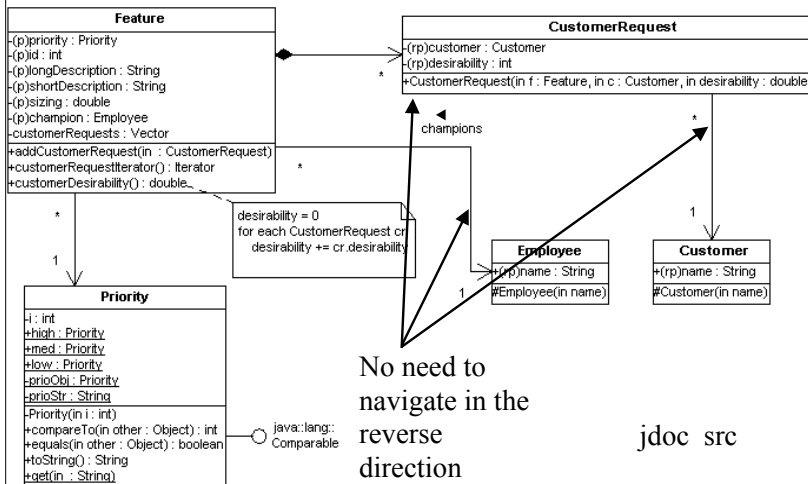 Feature
-(p)priority : Priority
-(p)id : int
-(p)longDescription : String
-(p)shortDescription : String
-(p)sizing : double
-(p)champion : Employee
-customerRequests : Vector
+addCustomerRequest(in : CustomerRequest)
+customerRequestIterator() : Iterator
+customerDesirability() : double
*
CustomerRequest
-(rp)customer : Customer
-(rp)desirability : int
+CustomerRequest(in f : Feature, in c : Customer, in desirability : double
champions
*
*
desirability = 0
for each CustomerRequest cr
desirability += cr.desirability
*
1
1
1
Employee
+(rp)name : String
#Employee(in name)
Customer
+(rp)name : String
#Customer(in name)
Priority
-i : int
+high : Priority
+med : Priority
+low : Priority
-prioObj : Priority
-prioStr : String
-Priority(in i : int)
+compareTo(in other : Object) : int
+equals(in other : Object) : boolean
+toString() : String
+get(in : String)
java::lang::
Comparable
No need to
navigate in the
reverse
direction
jdoc src